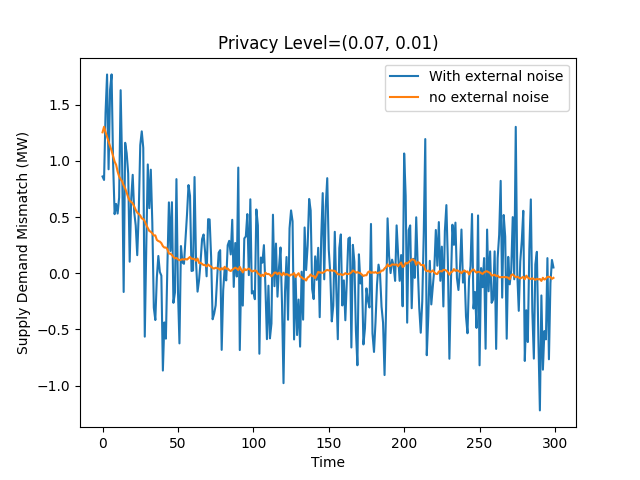 Privacy Level=(0.07, 0.01)
With external noise
no external noise
Supply Demand Mismatch (MW)
1.5
1.0
0.5
0.0
−0.5
−1.0
0 50 100 150 200 250 300
Time